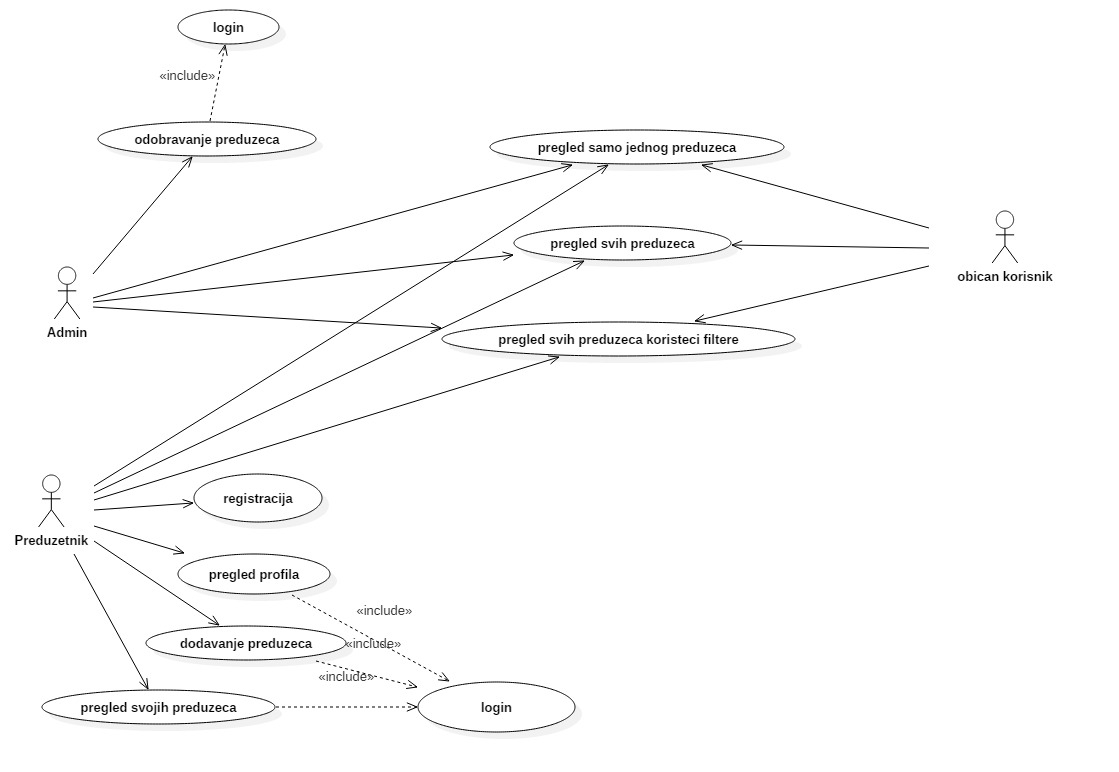 login
«include»
odobravanje preduzeca
pregled samo jednog preduzeca
pregled svih preduzeca
obican korisnik
Admin
pregled svih preduzeca koristeci filtere
registracija
Preduzetnik
pregled profila
«include»
dodavanje preduzeca
«include»
«include»
pregled svojih preduzeca
login